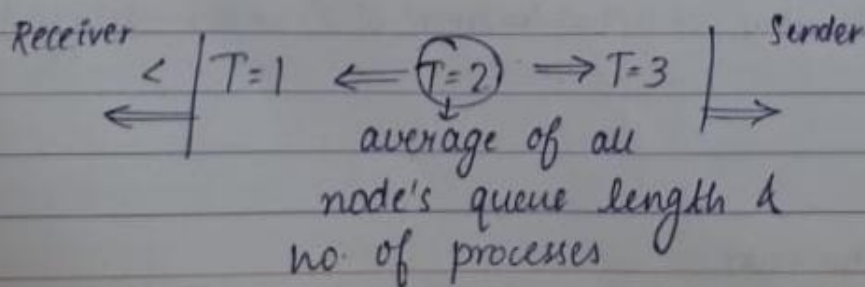 Receiver Sender
< T=1 ⇐ T=2 ⇒ T=3
average of all
node's queue length &
no. of processes